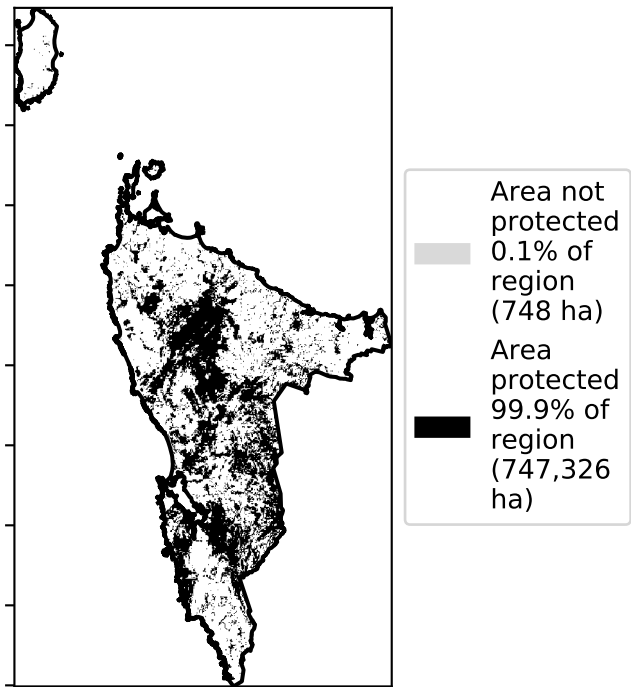 Area not
protected
0.1% of
region
(748 ha)
Area
protected
99.9% of
region
(747,326
ha)